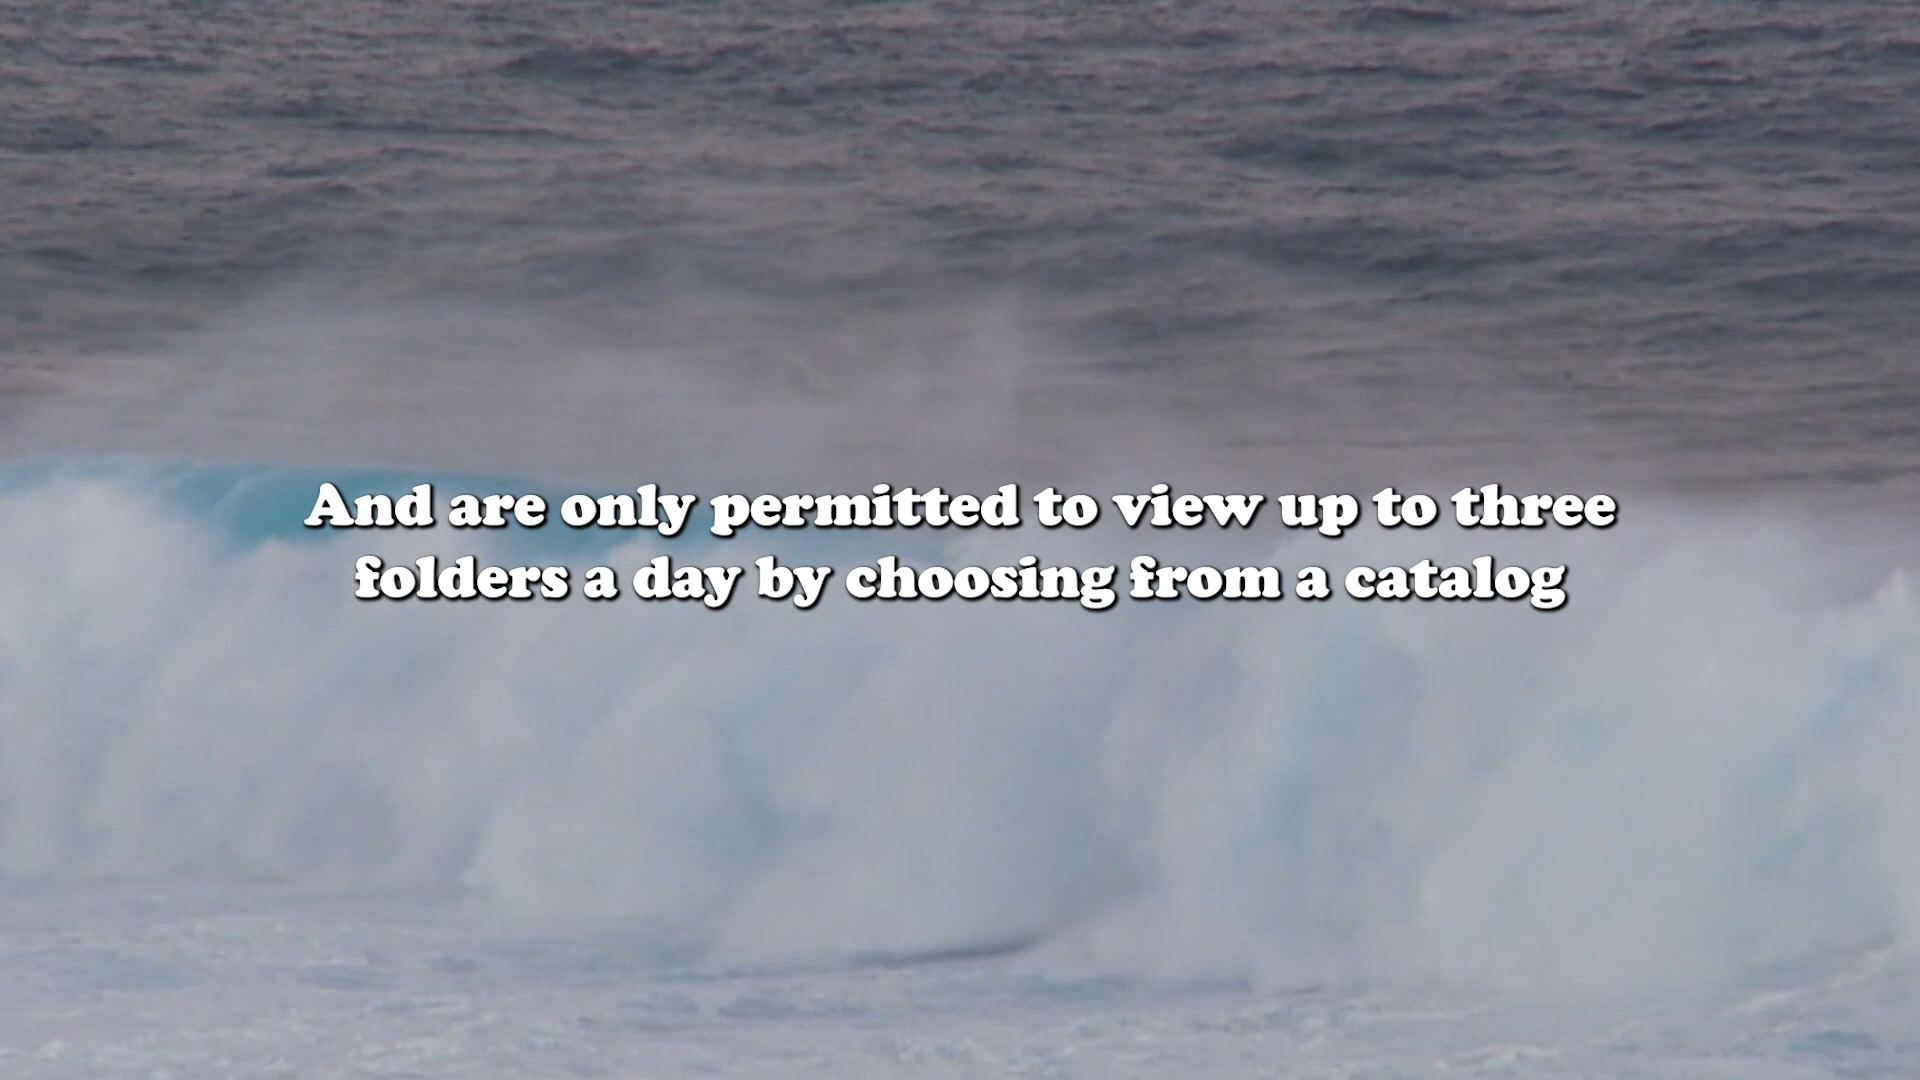 And are only permitted to view up to three
folders a day by choosing from a catalog